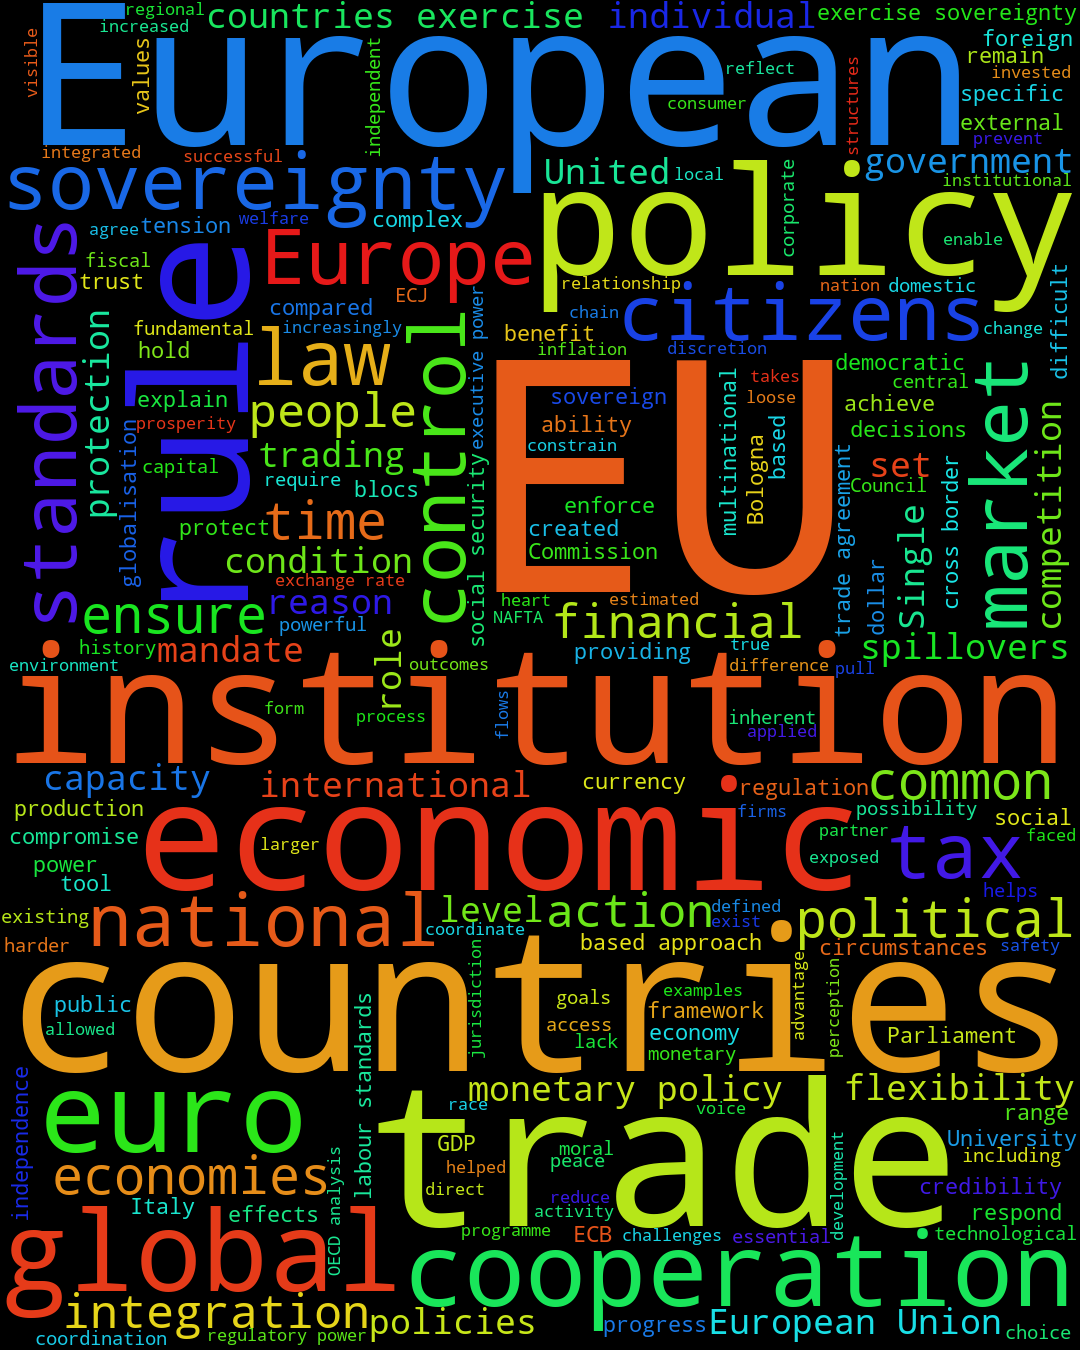 regional
increased
countries exercise
individual
exercise sovereignty
visible
European
values
independent
reflect
consumer
structures
foreign
remain
invested
specific
external
prevent
integrated
successful
sovereignty
United
local
corporate
policy
government
institutional
agree
tension
welfare
complex
standards
rule
fiscal
trust
Europe
ECJ
relationship
enable
nation
domestic
difficult
compared
increasingly
chain
citizens
change
protection
fundamental
hold
law
control
executive power
benefit
inflation
discretion
democratic
central
market
explain
prosperity
people
EU
sovereign
ability
constrain
multinational
takes
loose
based
Bologna
achieve
decisions
globalisation
capital
trading
require
blocs
social security
enforce
created
Commission
trade agreement
set
Council
Single
cross border
competition
protect
time
condition
exchange rate
dollar
ensure
reason
powerful
heart
NAFTA
estimated
financial
history
mandate
role
outcomes
providing
true
difference
pull
spillovers
environment
institution
form
process
flows
inherent
applied
capacity
international
currency
regulation
common
production
compromise
power
tool
economic
larger
firms
possibility
partner
exposed
social
faced
tax
helps
existing
harder
national
level
coordinate
action
defined
exist
political
based approach
circumstances
safety
countries
public
allowed
labour standards
jurisdiction
goals
access
lack
examples
framework
economy
monetary
advantage
perception
Parliament
independence
euro
monetary policy
flexibility
race
voice
range
trade
GDP
helped
direct
moral
peace
University
including
economies
Italy
effects
OECD analysis
reduce
activity
development
credibility
respond
global
programme
ECB
challenges
essential
technological
cooperation
integration
coordination
regulatory power
policies
progress
European Union
choice